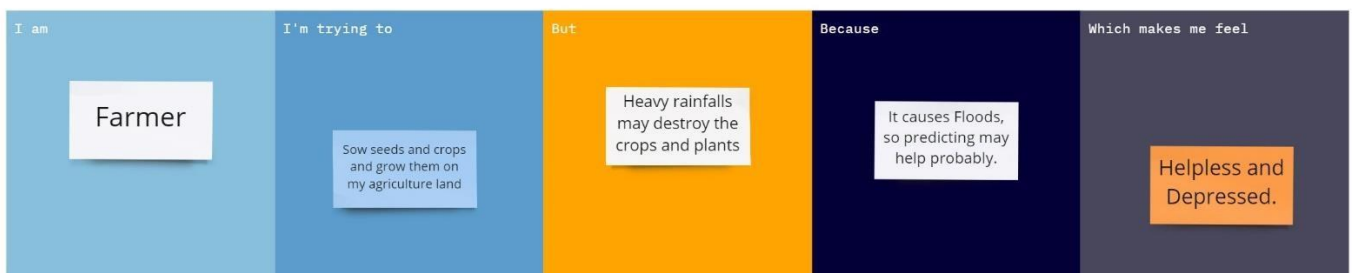 I am
Farmer
I'm trying to
Sow seeds and crops
and grow them on
my agriculture land
But
Heavy rainfalls
may destroy the
crops and plants
Because
It causes Floods,
so predicting may
help probably.
Which makes me feel
Helpless and
Depressed.